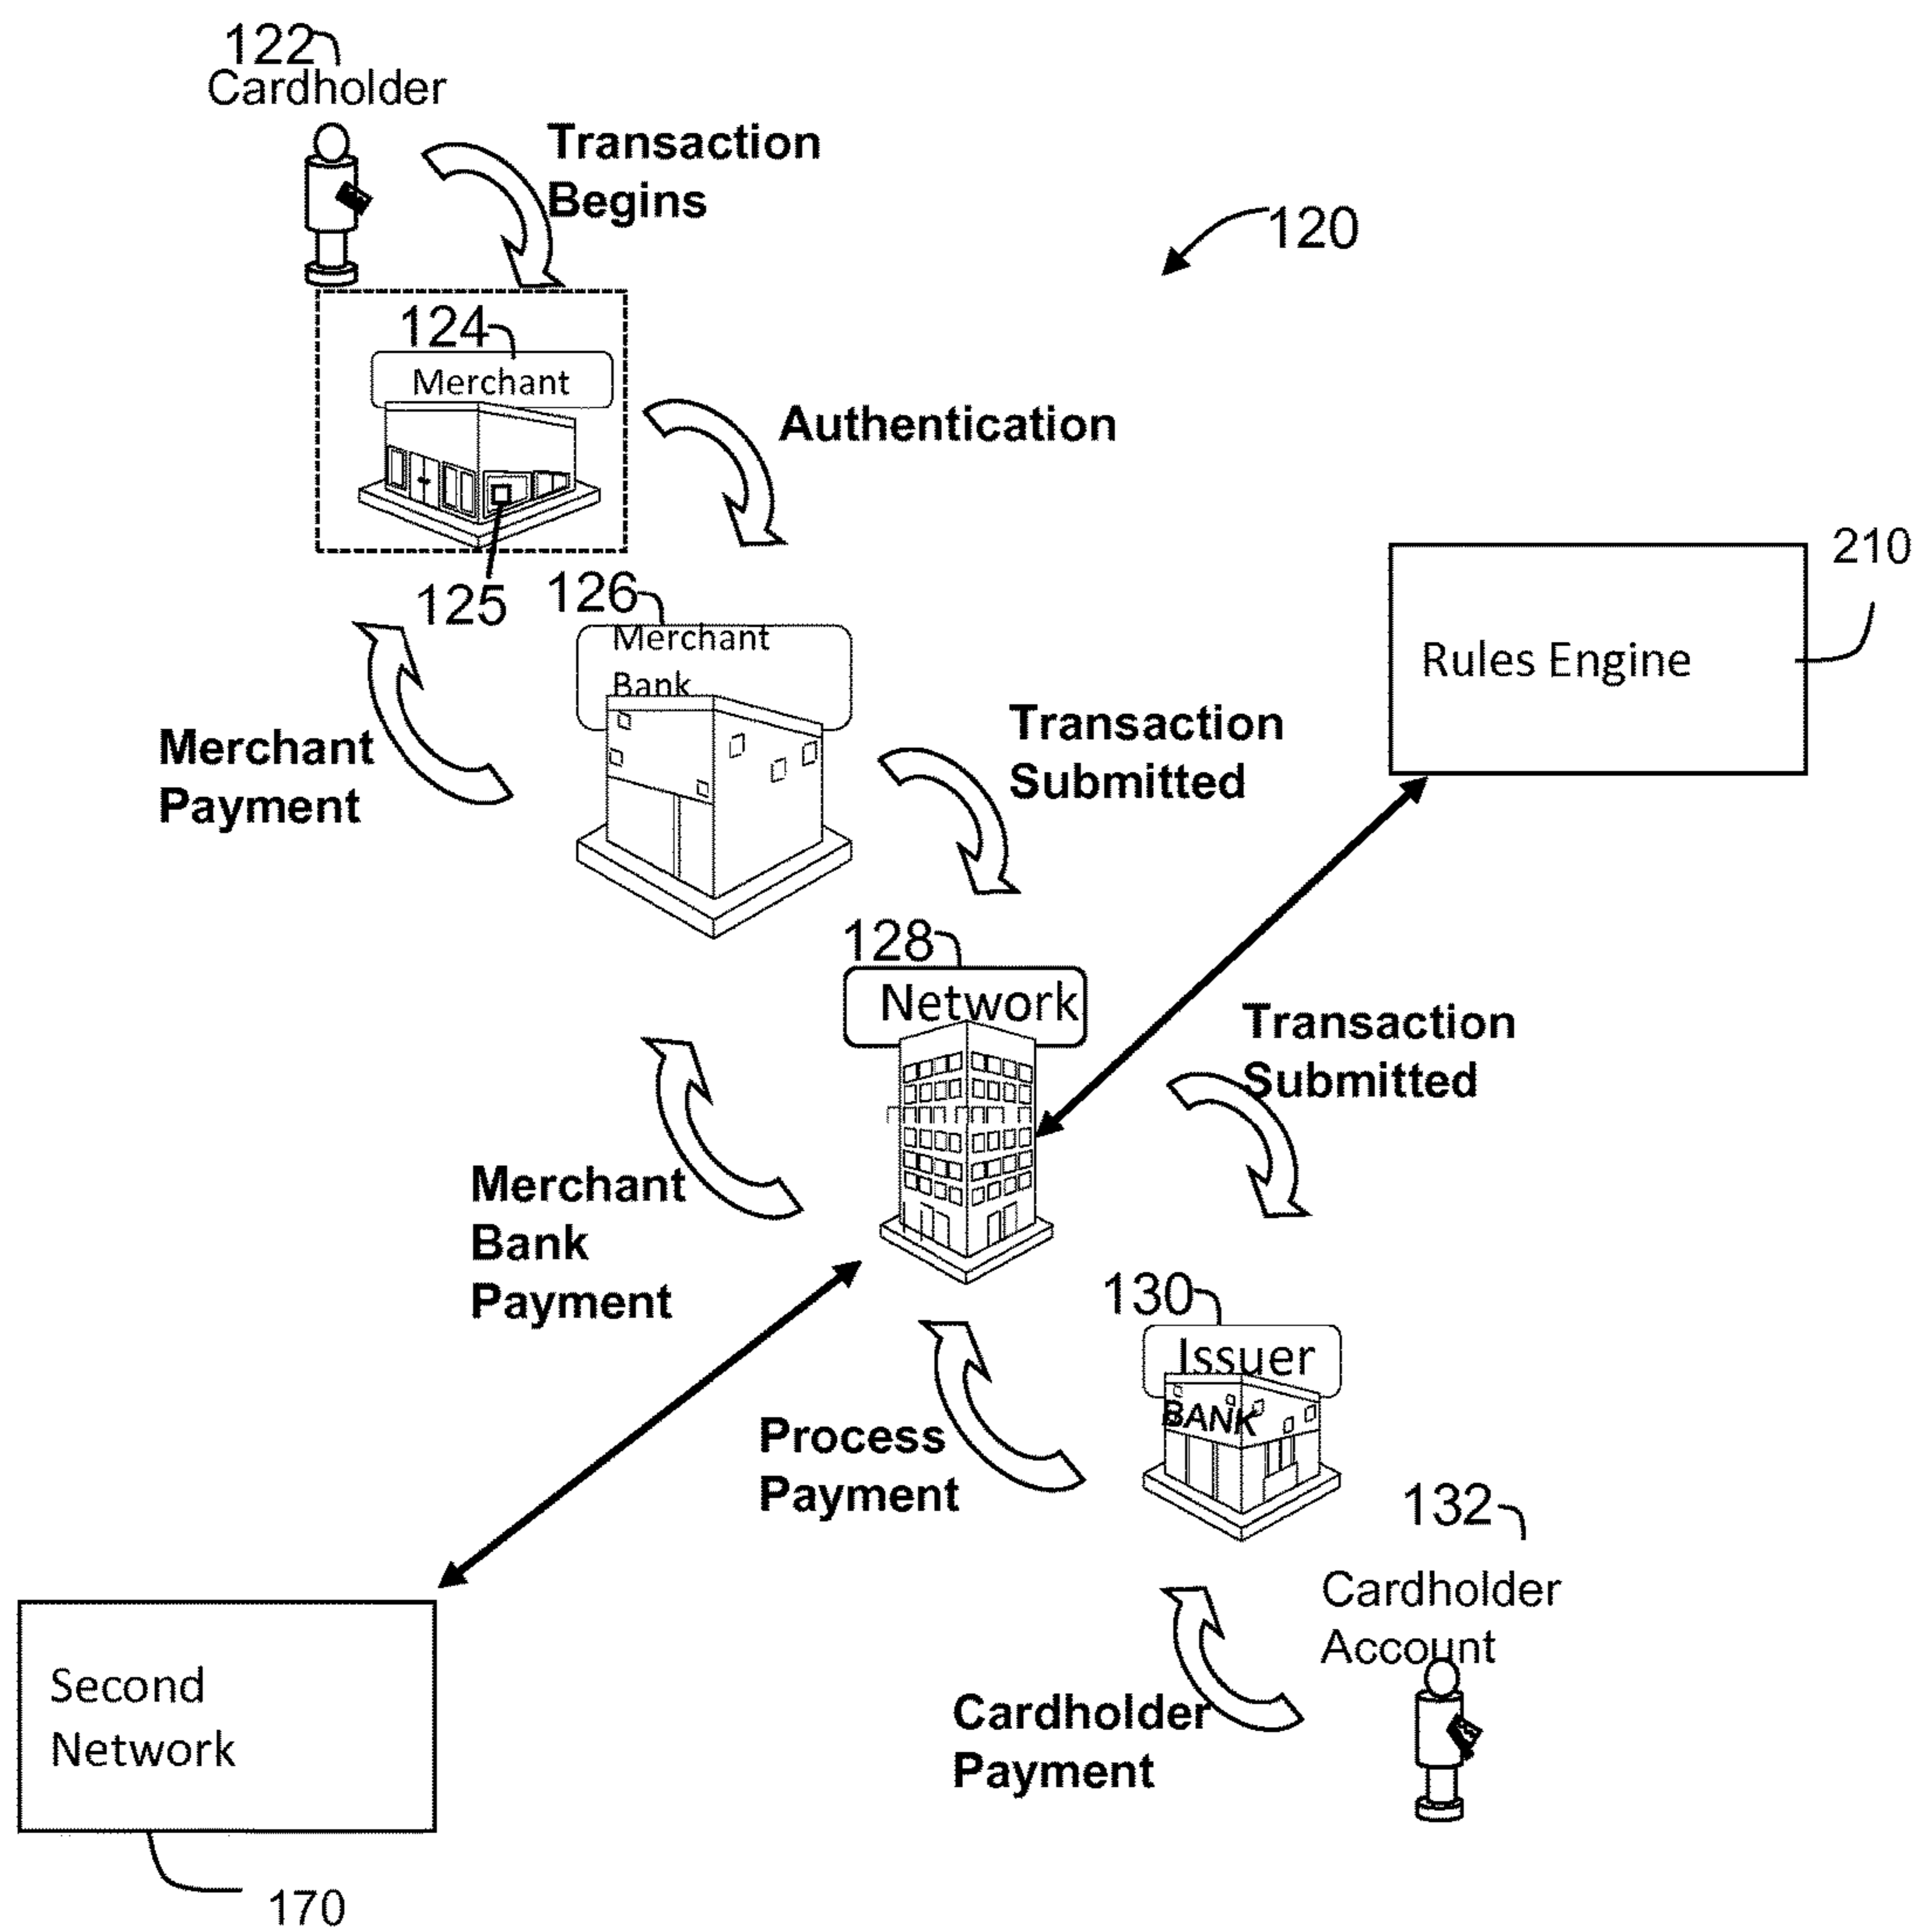 122
Cardholder
Transaction
Begins
120
124
Merchant
Authentication
125
126
Merchant
Bank
210
Rules Engine
Merchant
Payment
Transaction
Submitted
128
Network
Transaction
Submitted
Merchant
Bank
Payment
130
Issuer
BANK
Process
Payment
132
Cardholder
Account
Cardholder
Payment
Second
Network
170